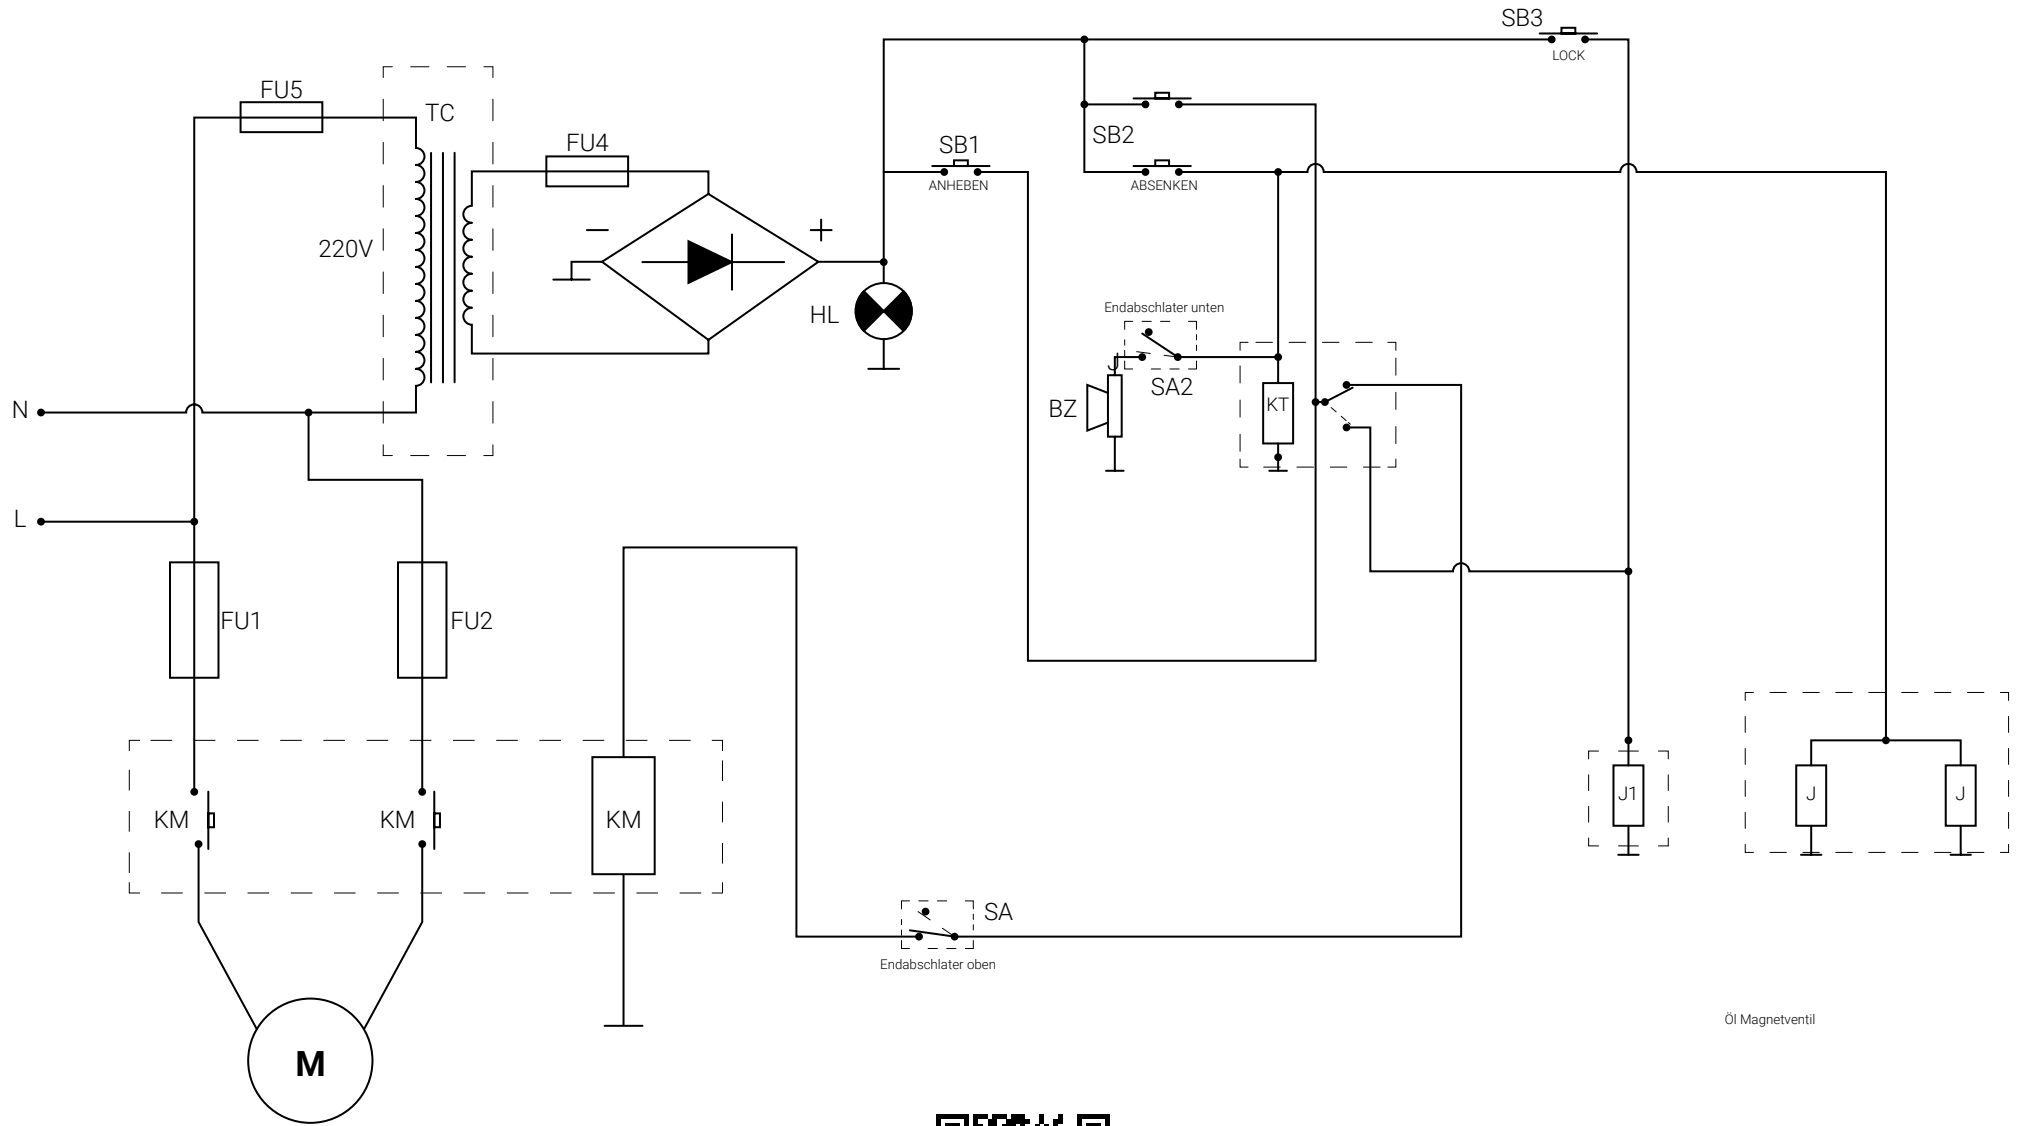 SB3
LOCK
FU5
TC
FU4
SB1
ANHEBEN
SB2
ABSENKEN
220V
−
+
HL
Endabschlater unten
J
SA2
BZ
KT
N
L
FU1
FU2
KM
KM
KM
J1
J
J
SA
Endabschlater oben
Öl Magnetventil
M